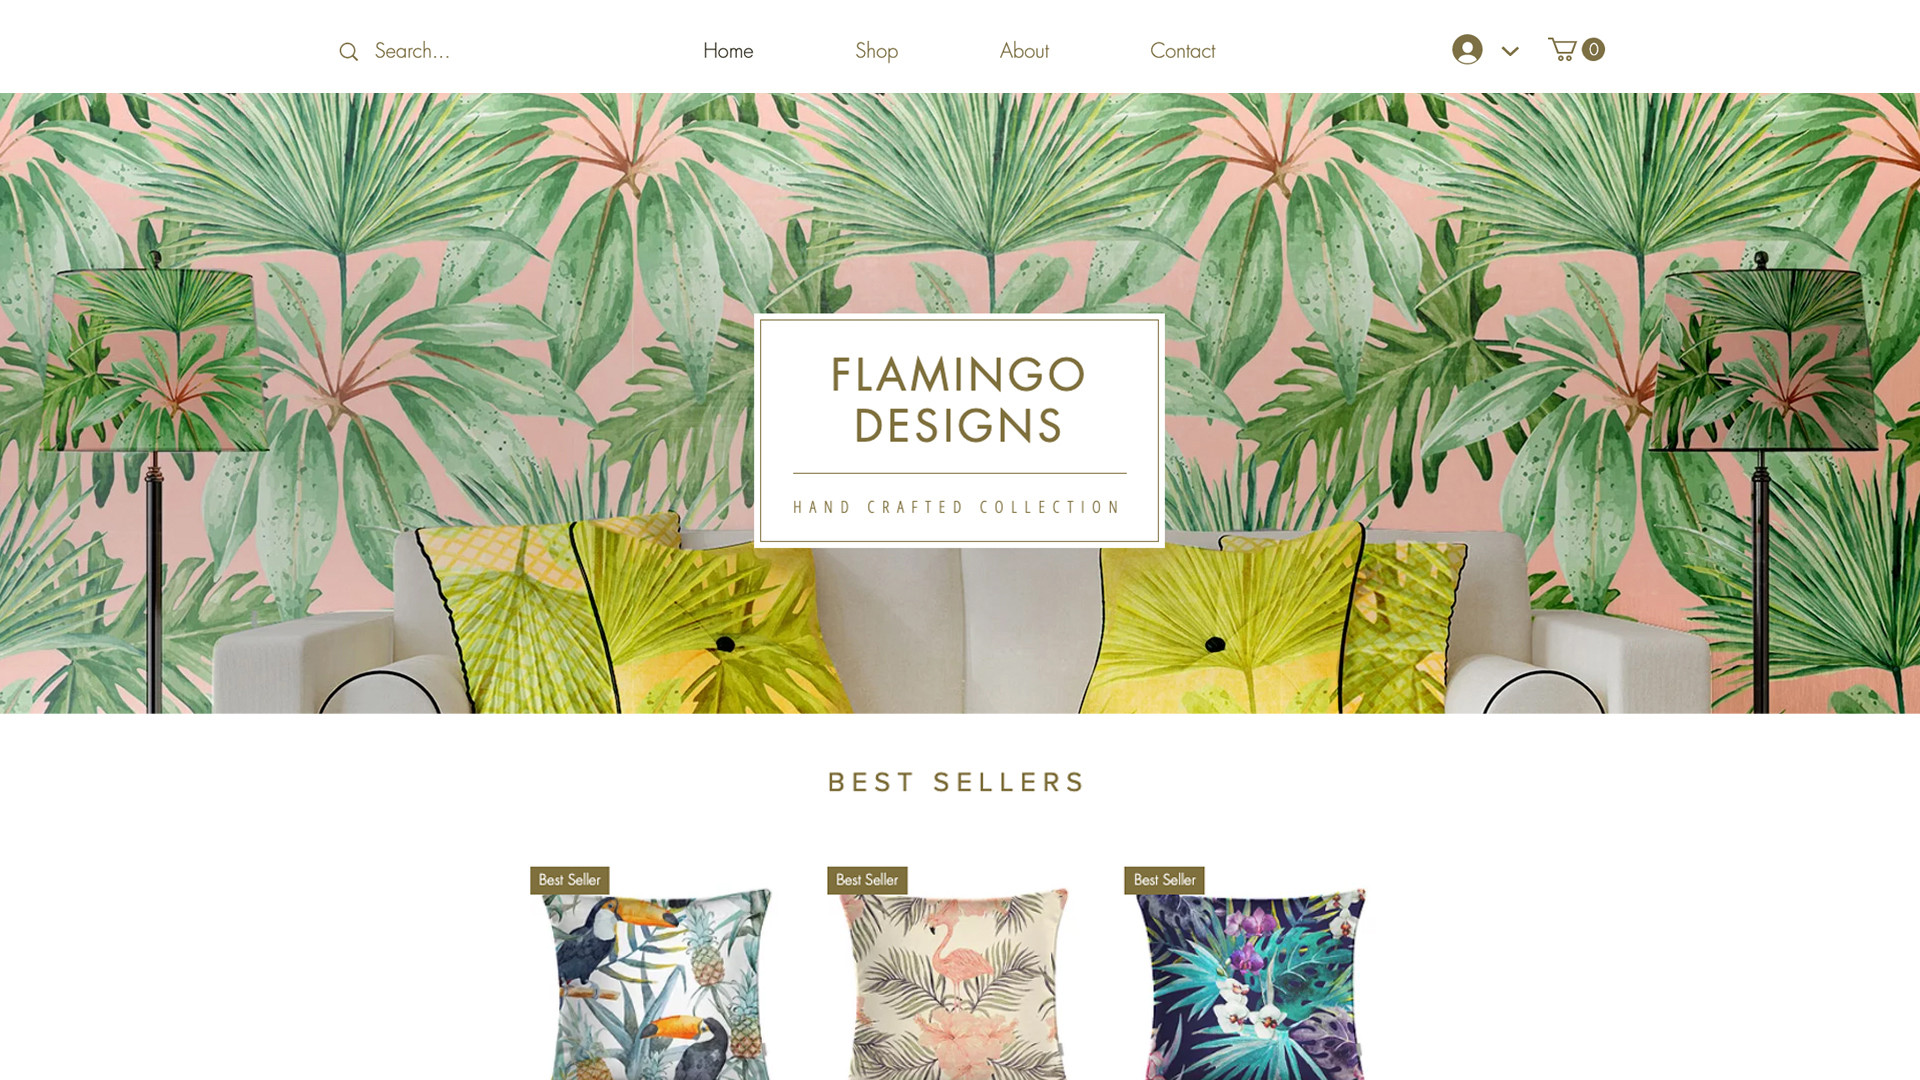 Search...
Home
Shop
About
Contact
0
FLAMINGO
DESIGNS
HAND CRAFTED COLLECTION
BEST SELLERS
Best Seller
Best Seller
Best Seller